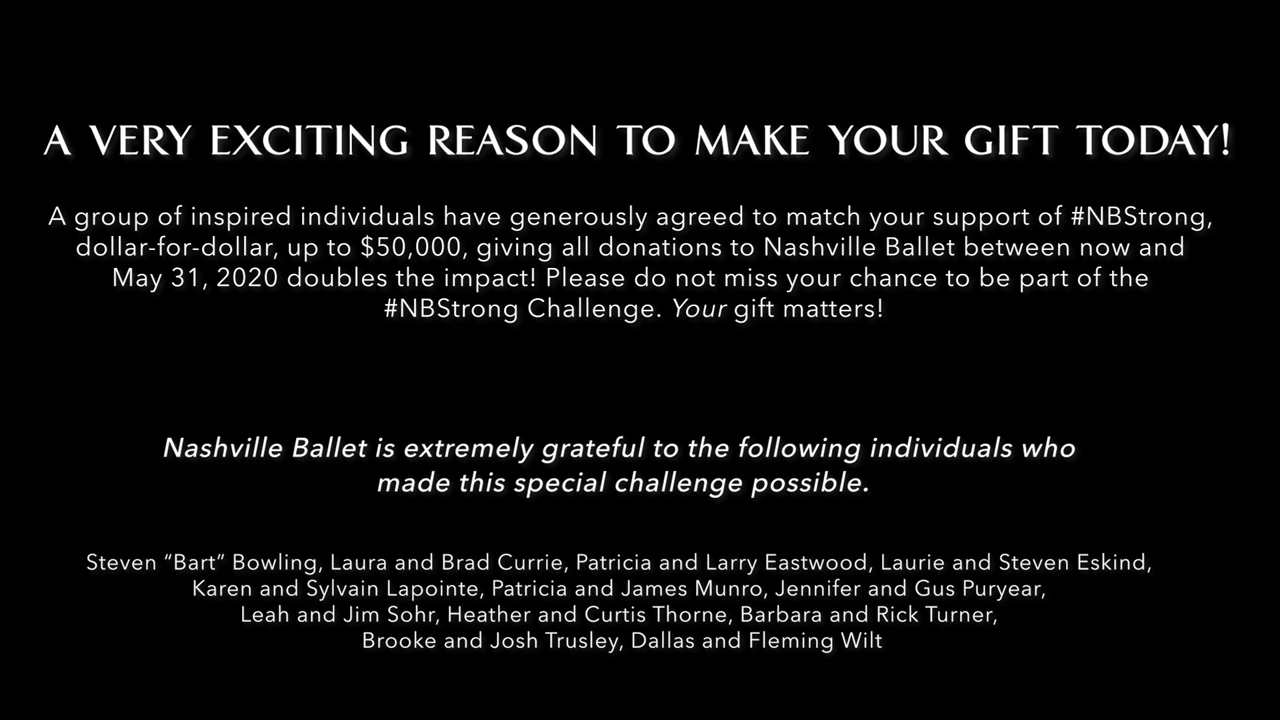 A VERY EXCITING REASON TO MAKE YOUR GIFT TODAY!
A group of inspired individuals have generously agreed to match your support of #NBStrong,
dollar-for-dollar, up to $50,000, giving all donations to Nashville Ballet between now and
May 31, 2020 doubles the impact! Please do not miss your chance to be part of the
#NBStrong Challenge. Your gift matters!
Nashville Ballet is extremely grateful to the following individuals who
made this special challenge possible.
Steven “Bart” Bowling, Laura and Brad Currie, Patricia and Larry Eastwood, Laurie and Steven Eskind,
Karen and Sylvain Lapointe, Patricia and James Munro, Jennifer and Gus Puryear,
Leah and Jim Sohr, Heather and Curtis Thorne, Barbara and Rick Turner,
Brooke and Josh Trusley, Dallas and Fleming Wilt